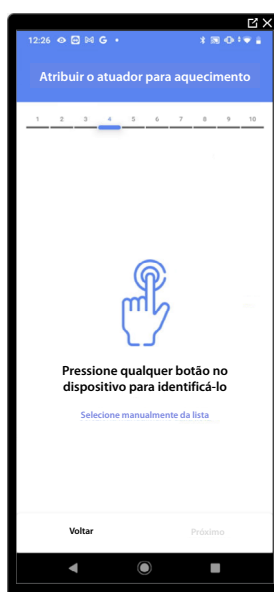 12:26
Atribuir o atuador para aquecimento
1 2 3 4 5 6 7 8 9 10
Pressione qualquer botão no
dispositivo para identificá-lo
Selecione manualmente da lista
Voltar Próximo